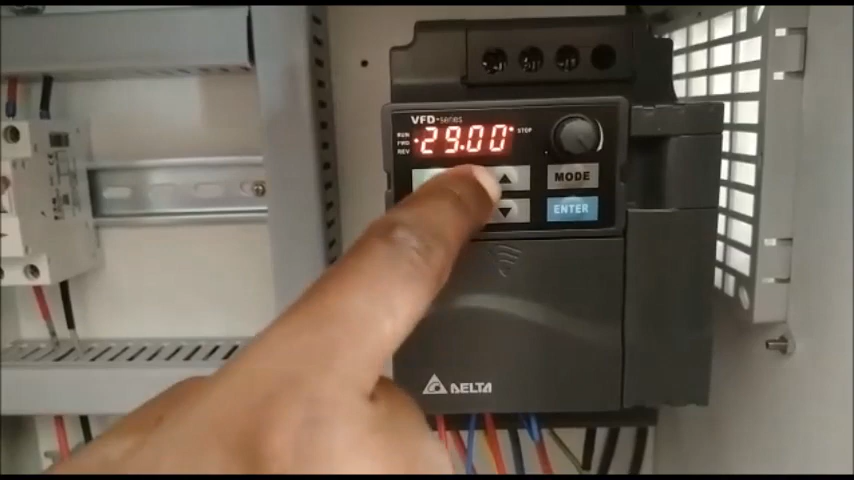 VFD-series
RUN
FWD
REV
29.00
STOP
MODE
ENTER
DELTA